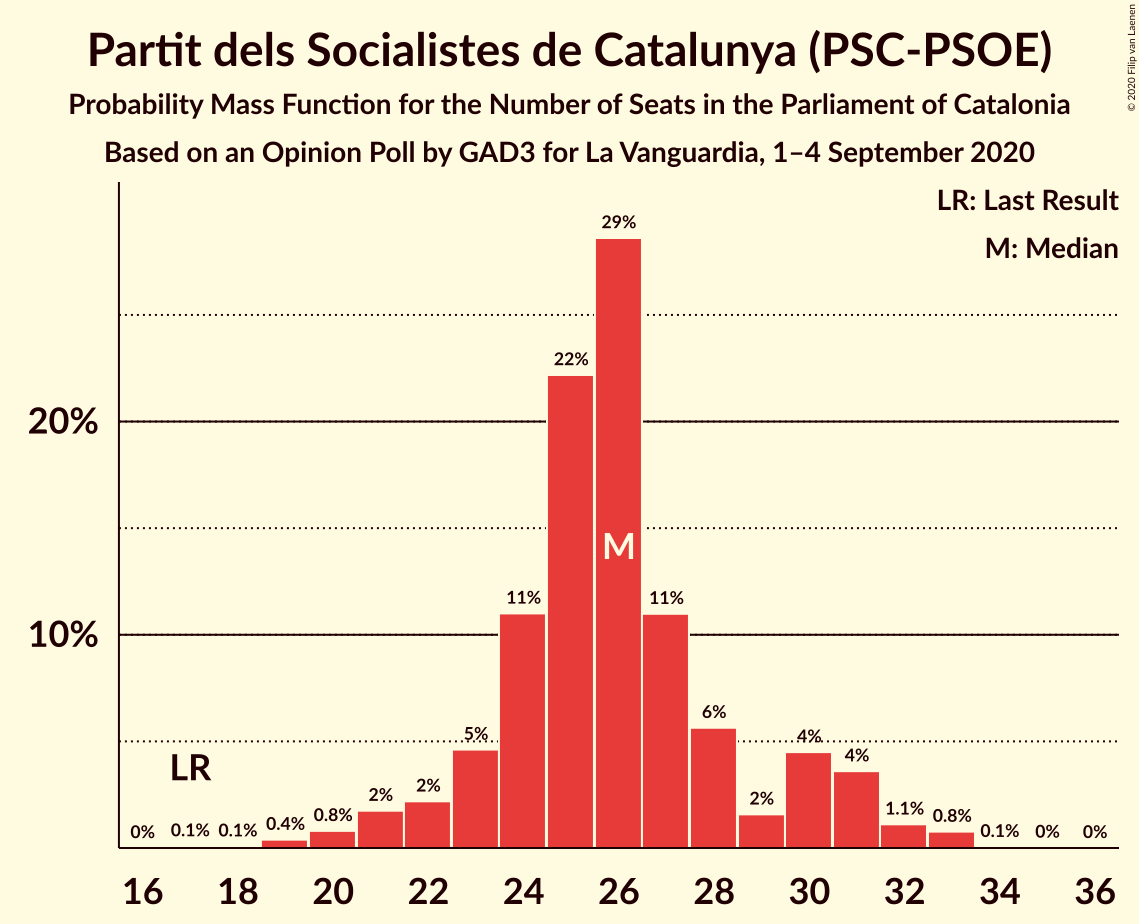 Partit dels Socialistes de Catalunya (PSC-PSOE)
Probability Mass Function for the Number of Seats in the Parliament of Catalonia
Based on an Opinion Poll by GAD3 for La Vanguardia, 1–4 September 2020
© 2020 Filip van Laenen
LR: Last Result
M: Median
29%
22%
20%
M
11%
11%
10%
6%
5%
4%
4%
LR
2%
2%
2%
1.1%
0.8%
0.8%
0.4%
0% 0.1% 0.1% 0.1% 0% 0%
16 18 20 22 24 26 28 30 32 34 36